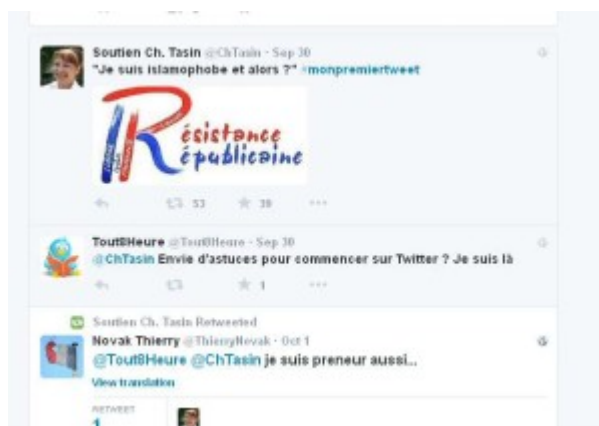 Soutien Ch. Tasin @ChTasin · Sep 30
"Je suis islamophobe et alors ?" #monpremiertweet
Résistance
Républicaine
53 39
Tout8Heure @Tout8Heure · Sep 30
@ChTasin Envie d'astuces pour commencer sur Twitter ? Je suis là
1
Soutien Ch. Tasin Retweeted
Novak Thierry @ThierryNovak · Oct 1
@Tout8Heure @ChTasin je suis preneur aussi...
View translation
RETWEET
1